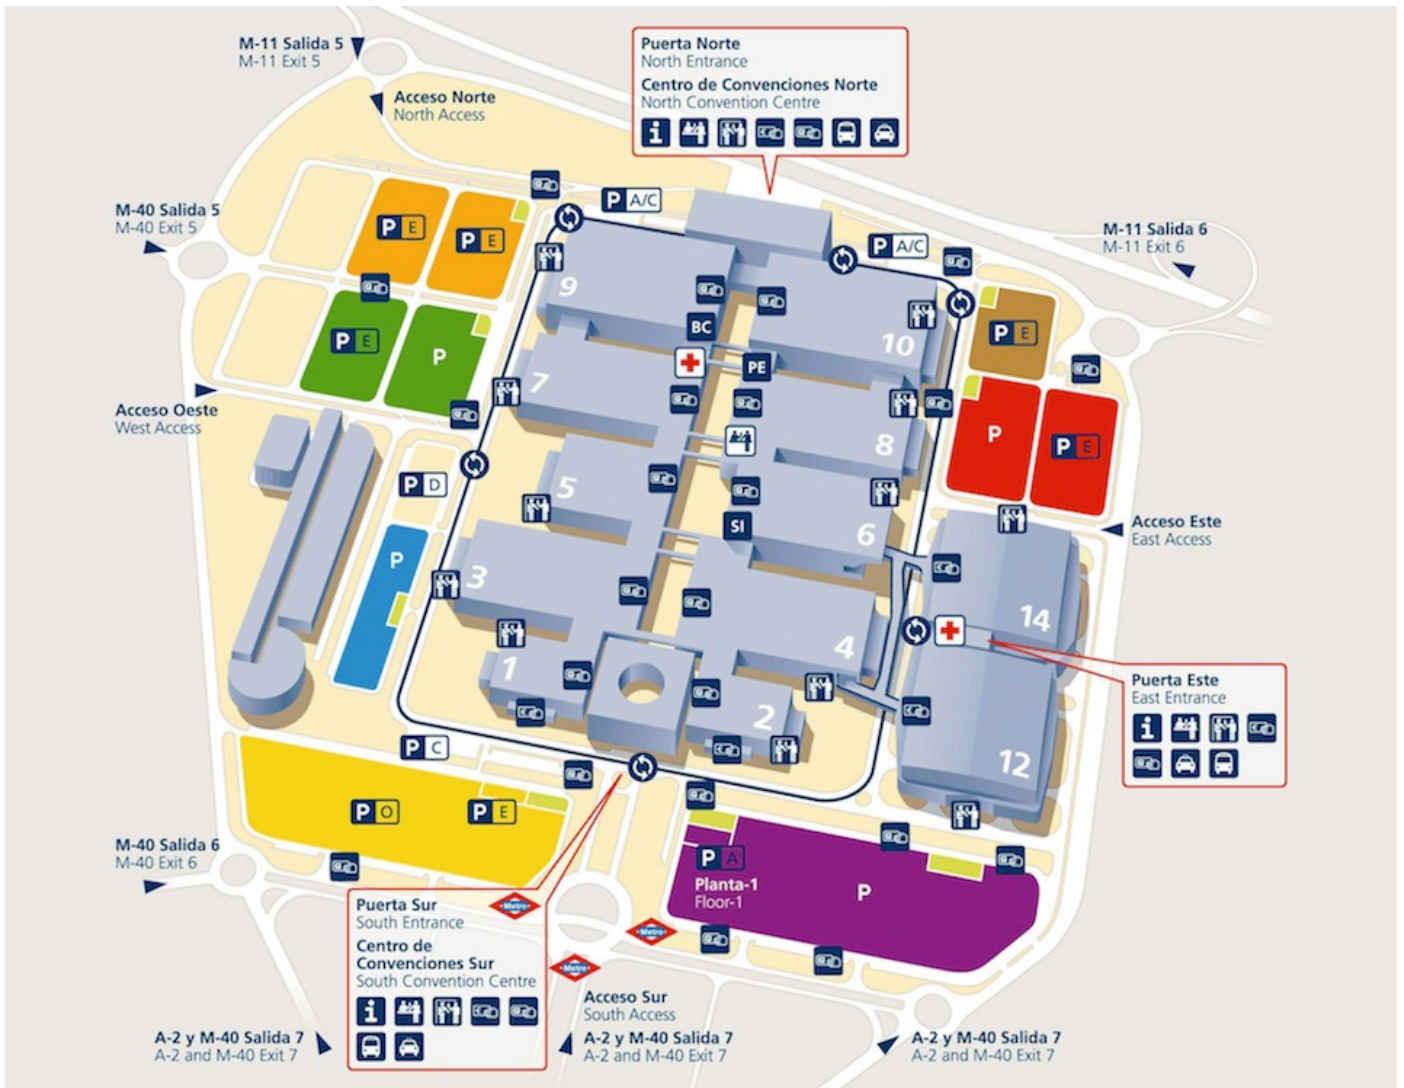 M-11 Salida 5
M-11 Exit 5
Acceso Norte
North Access
Puerta Norte
North Entrance
Centro de Convenciones Norte
North Convention Centre
i
M-40 Salida 5
M-40 Exit 5
M-11 Salida 6
M-11 Exit 6
P A/C
P A/C
P E
P E
P E
P
P E
P
P E
9
10
BC
PE
7
8
5
6
SI
3
4
1
2
14
12
Acceso Oeste
West Access
P D
P
Acceso Este
East Access
Puerta Este
East Entrance
i
P C
P O
P E
P A
Planta-1
Floor-1
P
M-40 Salida 6
M-40 Exit 6
Puerta Sur
South Entrance
Centro de
Convenciones Sur
South Convention Centre
i
Metro
Metro
Metro
Acceso Sur
South Access
A-2 y M-40 Salida 7
A-2 and M-40 Exit 7
A-2 y M-40 Salida 7
A-2 and M-40 Exit 7
A-2 y M-40 Salida 7
A-2 and M-40 Exit 7